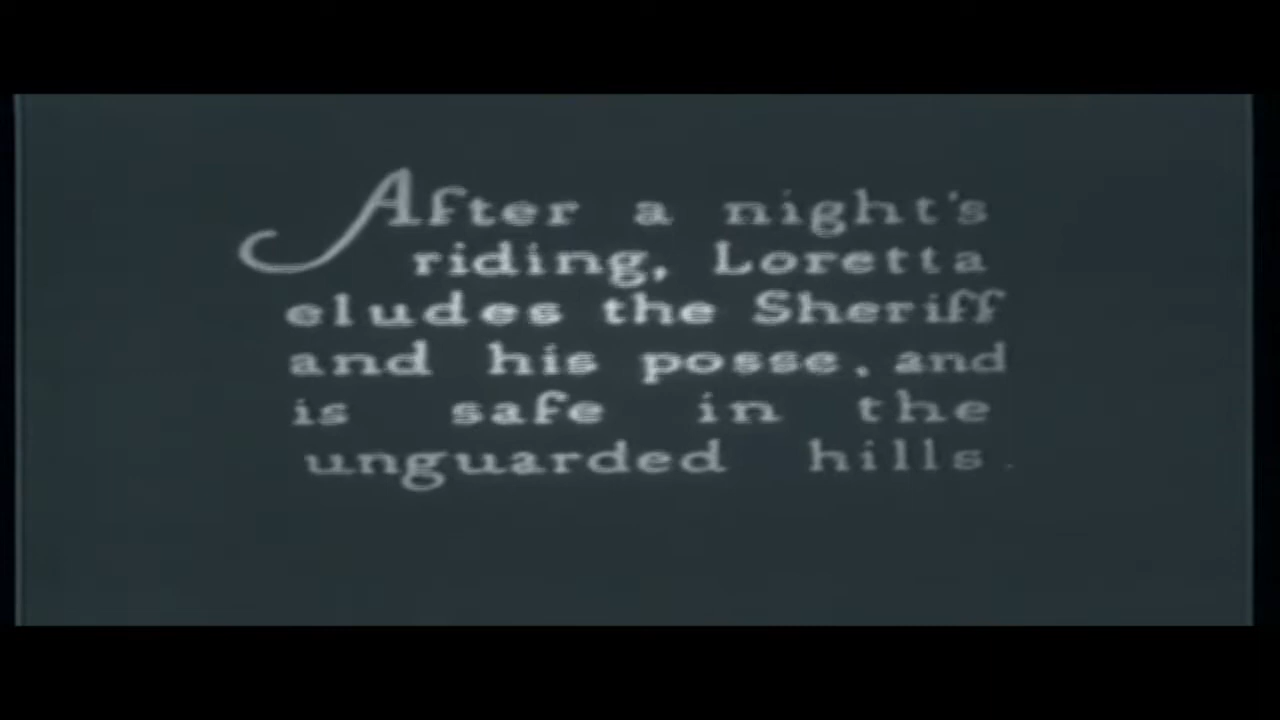 After a night's
riding, Loretta
eludes the Sheriff
and his posse, and
is safe in the
unguarded hills.